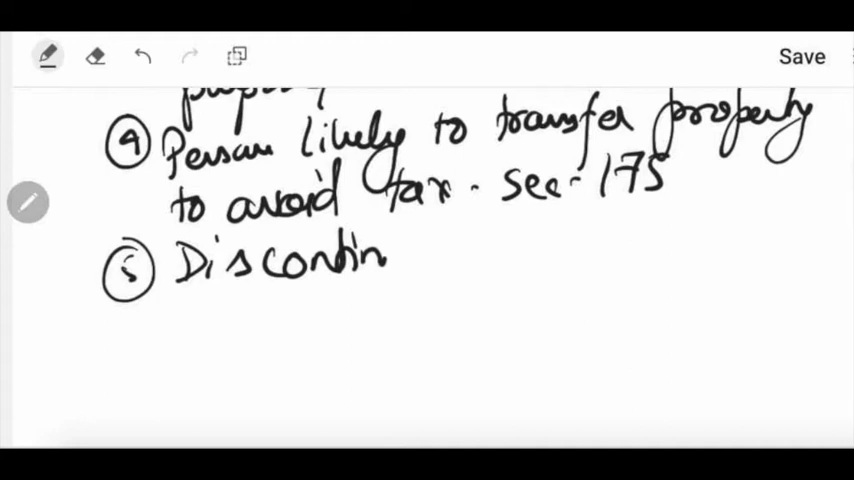 Save
④ Person likely to transfer property
to avoid tax. sec. 175
⑤ Discontin